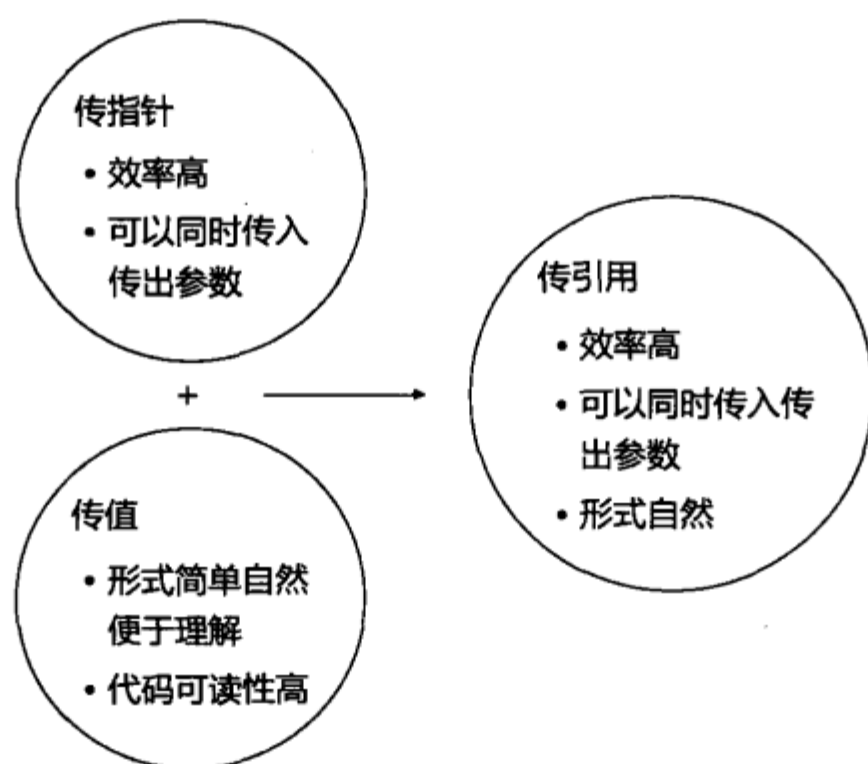 传指针
• 效率高
• 可以同时传入
传出参数
+
传值
• 形式简单自然
便于理解
• 代码可读性高
传引用
• 效率高
• 可以同时传入传
出参数
• 形式自然